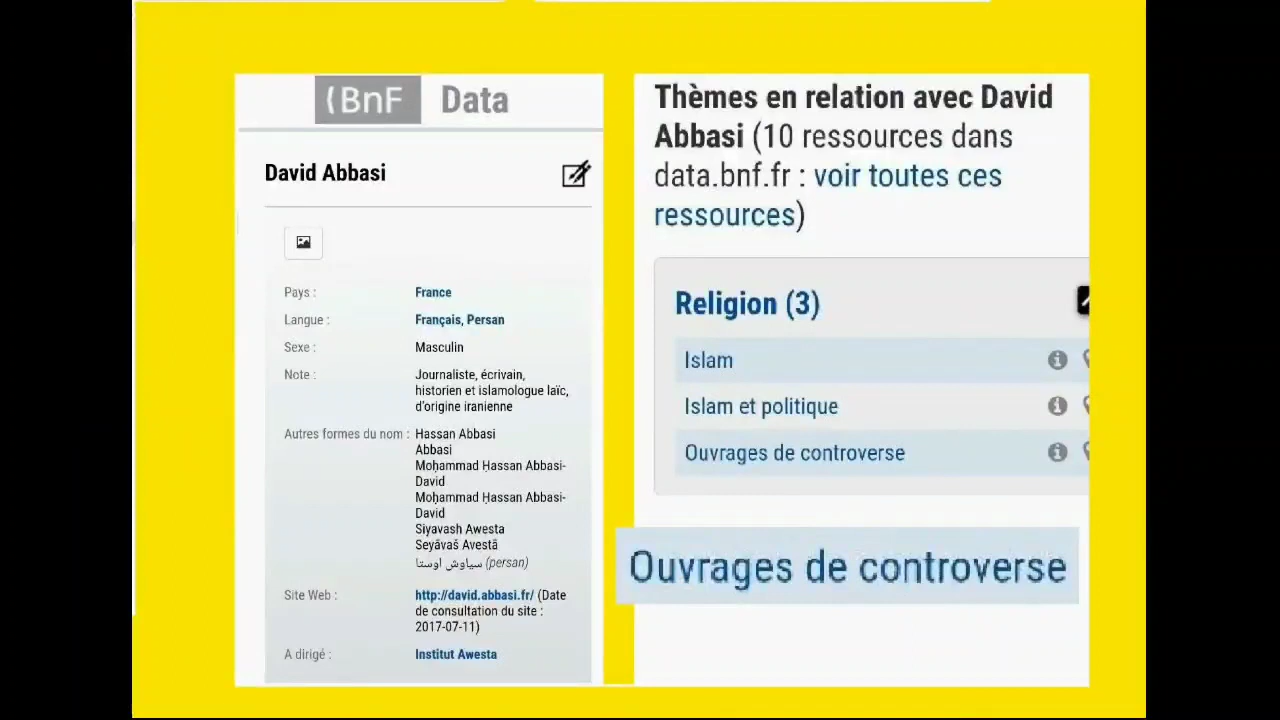 (BnF Data
David Abbasi
Pays : France
Langue : Français, Persan
Sexe : Masculin
Note : Journaliste, écrivain,
historien et islamologue laïc,
d'origine iranienne
Autres formes du nom : Hassan Abbasi
Abbasi
Moḥammad Ḥassan Abbasi-
David
Moḥammad Ḥassan Abbasi-
David
Siyavash Awesta
Seyâvaš Avestâ
سیاوش اوستا (persan)
Site Web : http://david.abbasi.fr/ (Date
de consultation du site :
2017-07-11)
A dirigé : Institut Awesta
Thèmes en relation avec David
Abbasi (10 ressources dans
data.bnf.fr : voir toutes ces
ressources)
Religion (3)
Islam
Islam et politique
Ouvrages de controverse
Ouvrages de controverse